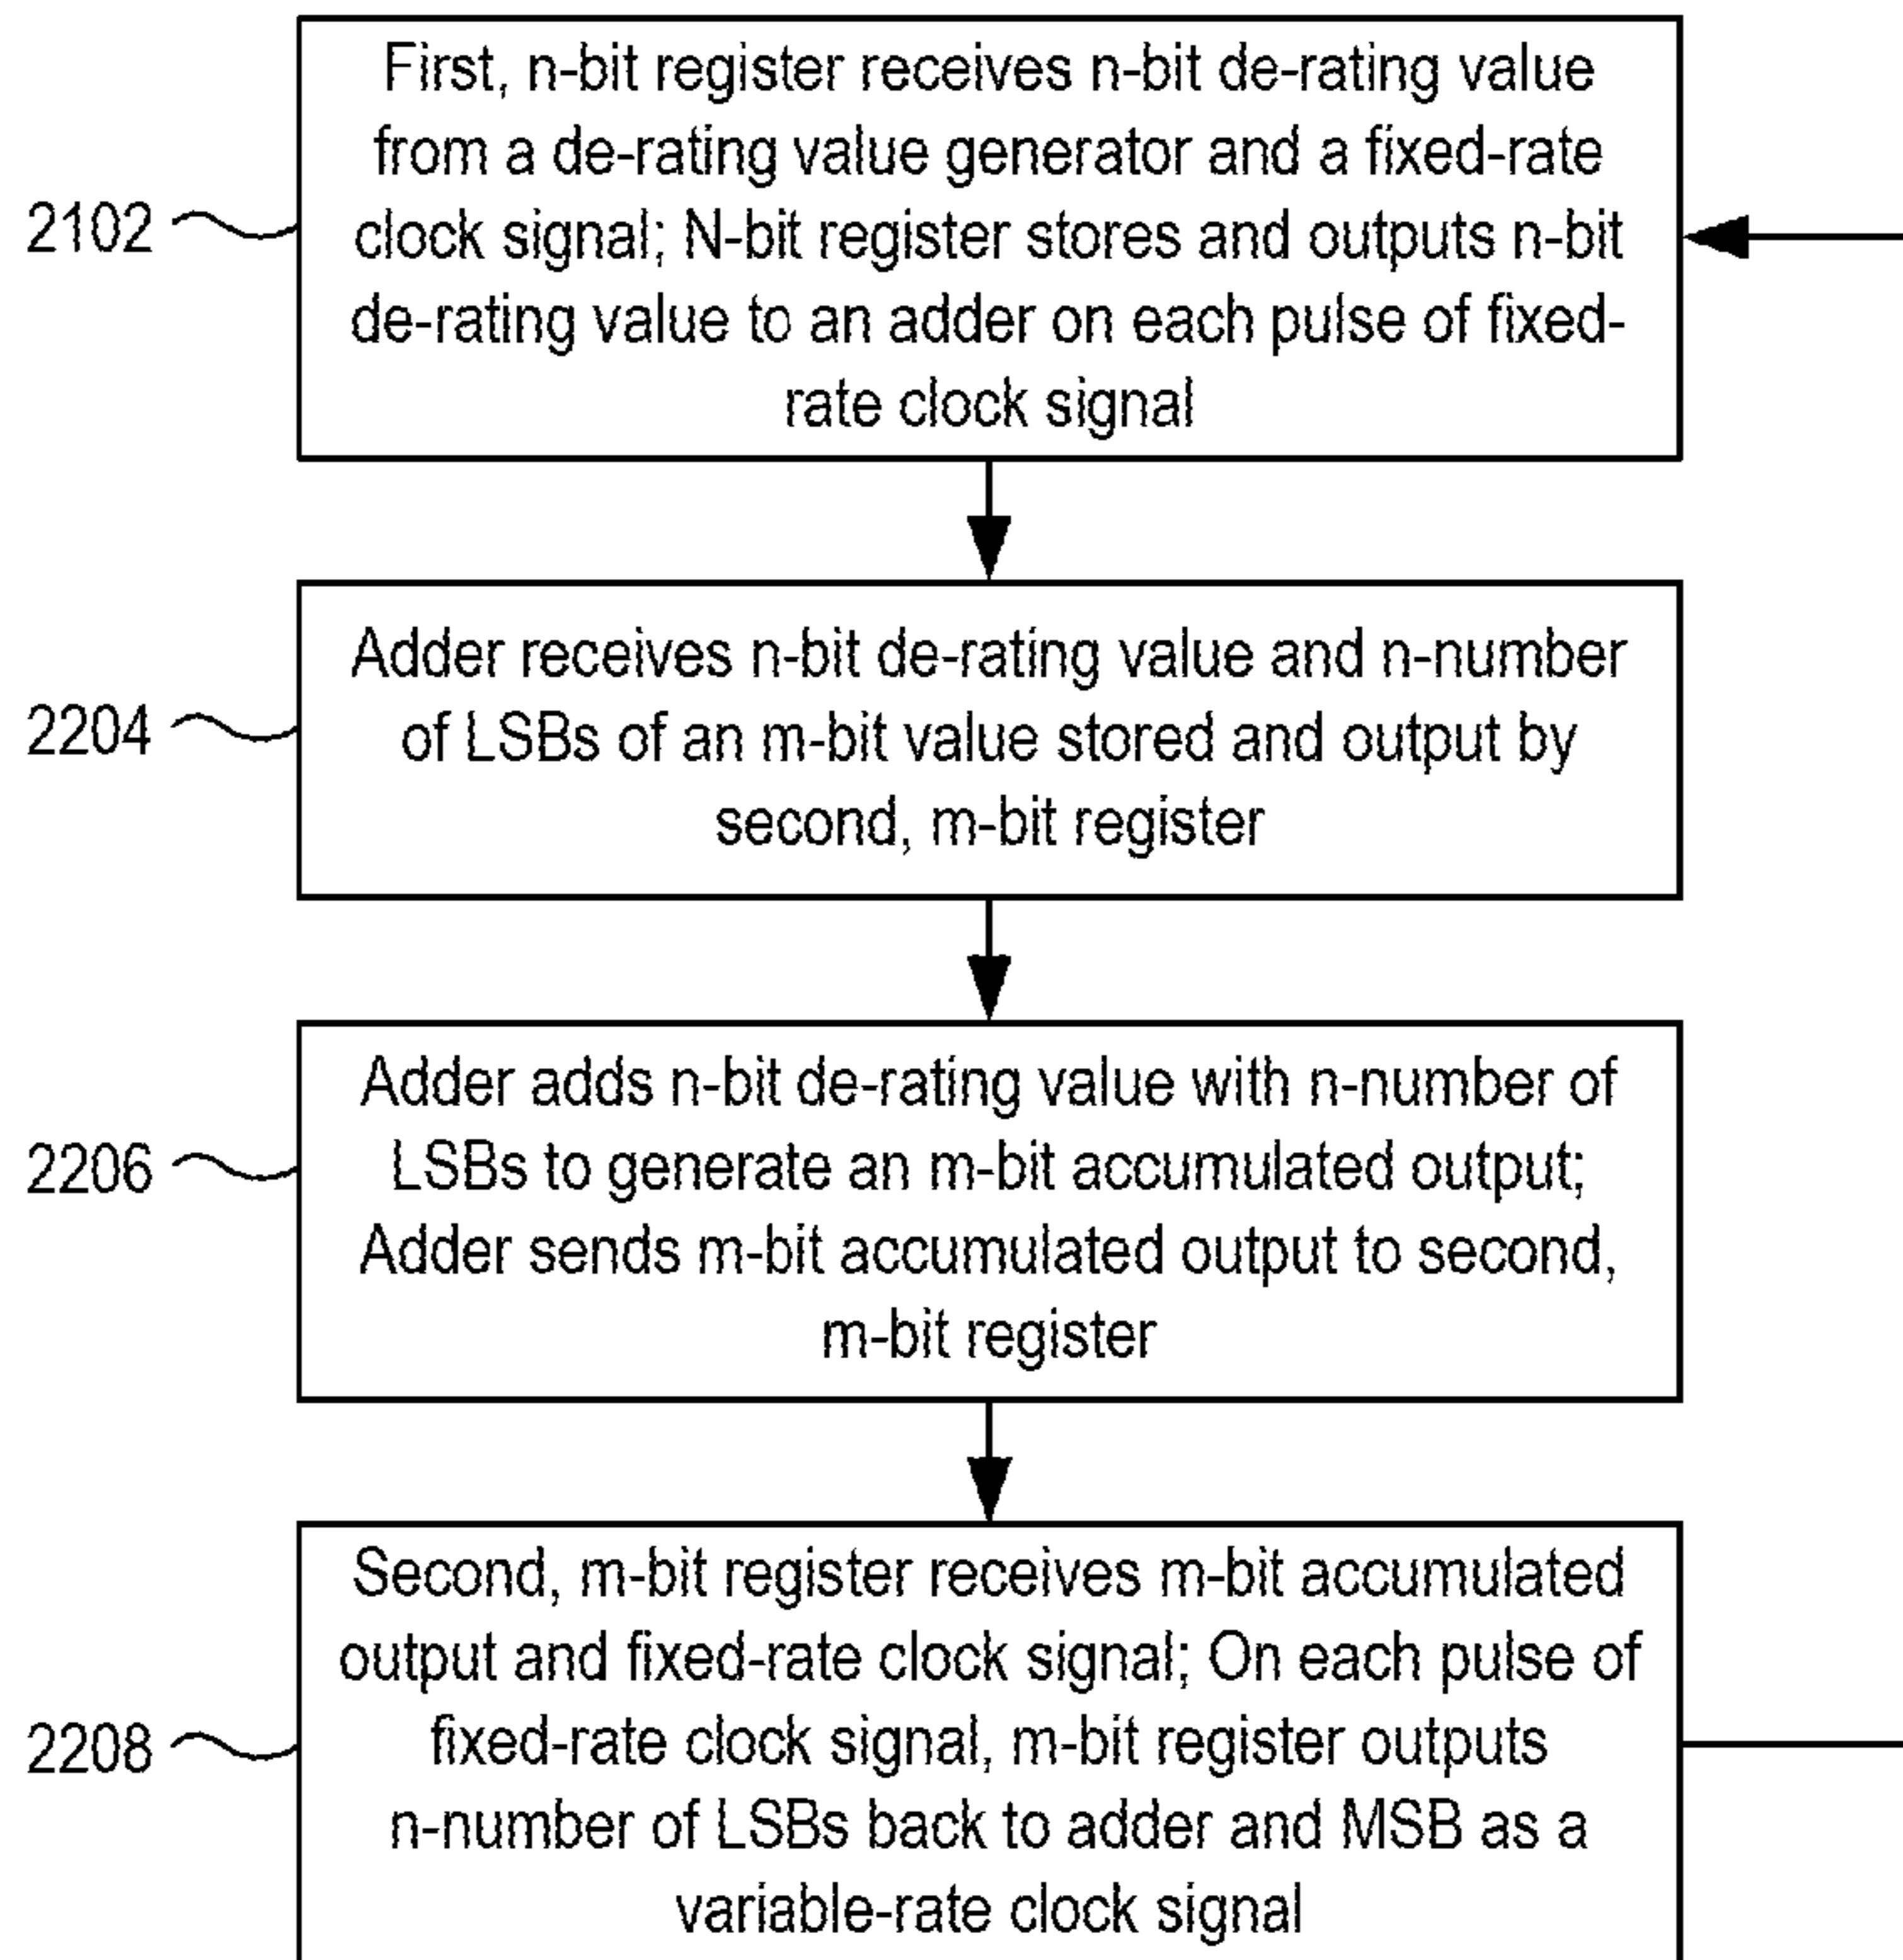 First, n-bit register receives n-bit de-rating value
from a de-rating value generator and a fixed-rate
2102
clock signal; N-bit register stores and outputs n-bit
de-rating value to an adder on each pulse of fixed-
rate clock signal
Adder receives n-bit de-rating value and n-number
2204
of LSBs of an m-bit value stored and output by
second, m-bit register
Adder adds n-bit de-rating value with n-number of
2206
LSBs to generate an m-bit accumulated output;
Adder sends m-bit accumulated output to second,
m-bit register
Second, m-bit register receives m-bit accumulated
output and fixed-rate clock signal; On each pulse of
2208
fixed-rate clock signal, m-bit register outputs
n-number of LSBs back to adder and MSB as a
variable-rate clock signal